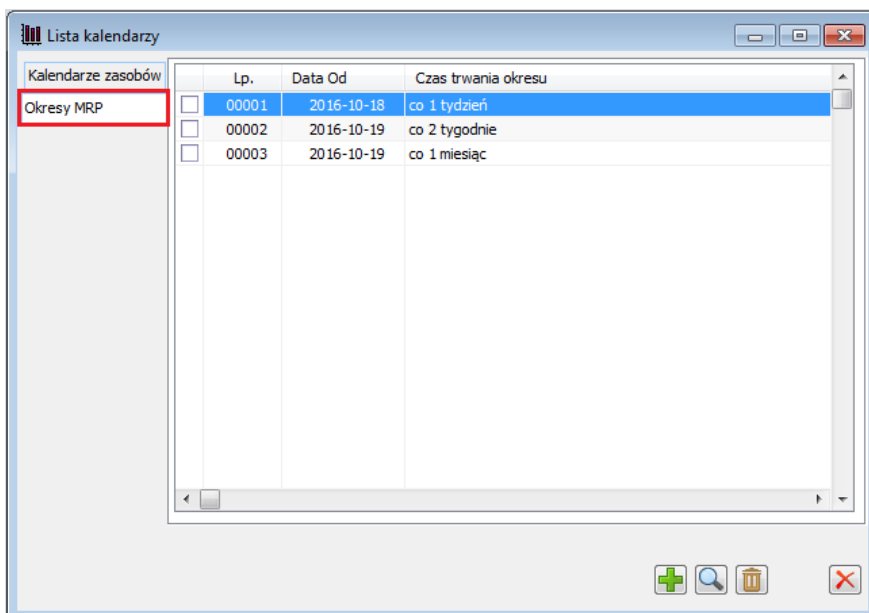 Lista kalendarzy
Kalendarze zasobów
Okresy MRP
Lp. Data Od Czas trwania okresu
00001 2016-10-18 co 1 tydzień
00002 2016-10-19 co 2 tygodnie
00003 2016-10-19 co 1 miesiąc